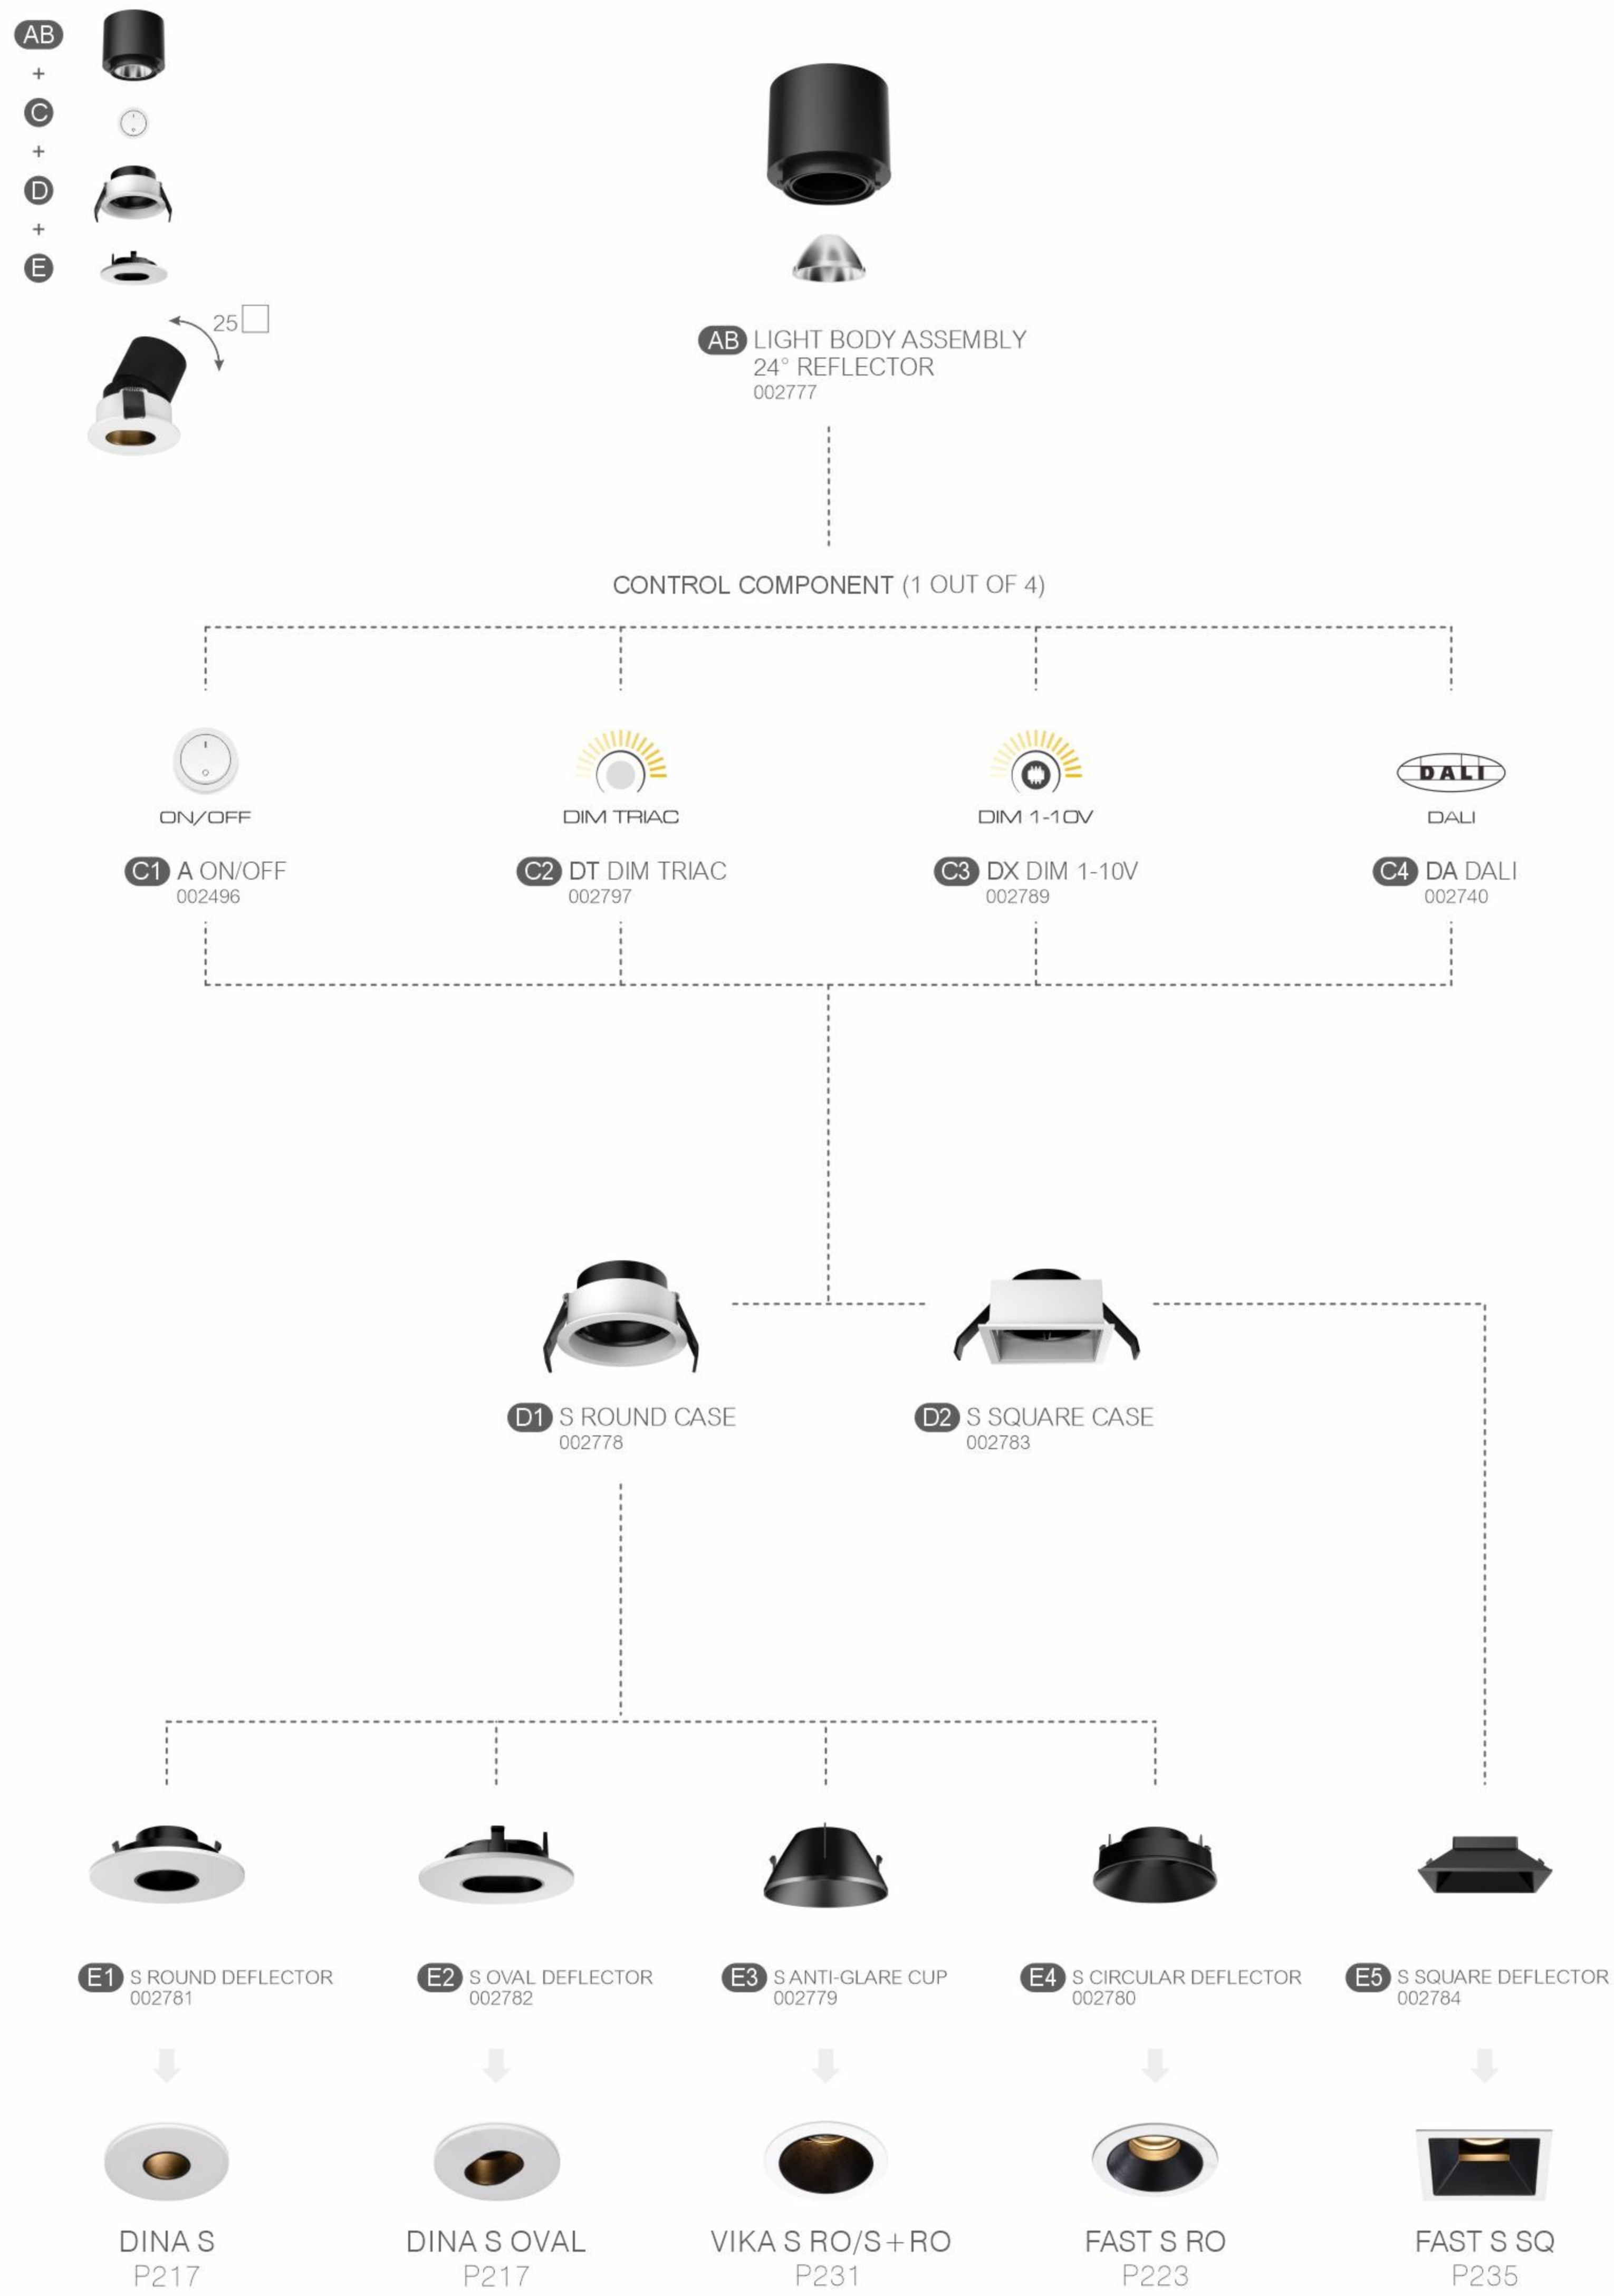 AB
+
C
+
D
+
E
25□
AB LIGHT BODY ASSEMBLY
24° REFLECTOR
002777
CONTROL COMPONENT (1 OUT OF 4)
ON/OFF
DIM TRIAC
DIM 1-10V
DALI
DALI
C1 A ON/OFF
002496
C2 DT DIM TRIAC
002797
C3 DX DIM 1-10V
002789
C4 DA DALI
002740
D1 S ROUND CASE
002778
D2 S SQUARE CASE
002783
E1 S ROUND DEFLECTOR
002781
E2 S OVAL DEFLECTOR
002782
E3 S ANTI-GLARE CUP
002779
E4 S CIRCULAR DEFLECTOR
002780
E5 S SQUARE DEFLECTOR
002784
DINA S
P217
DINA S OVAL
P217
VIKA S RO/S+RO
P231
FAST S RO
P223
FAST S SQ
P235